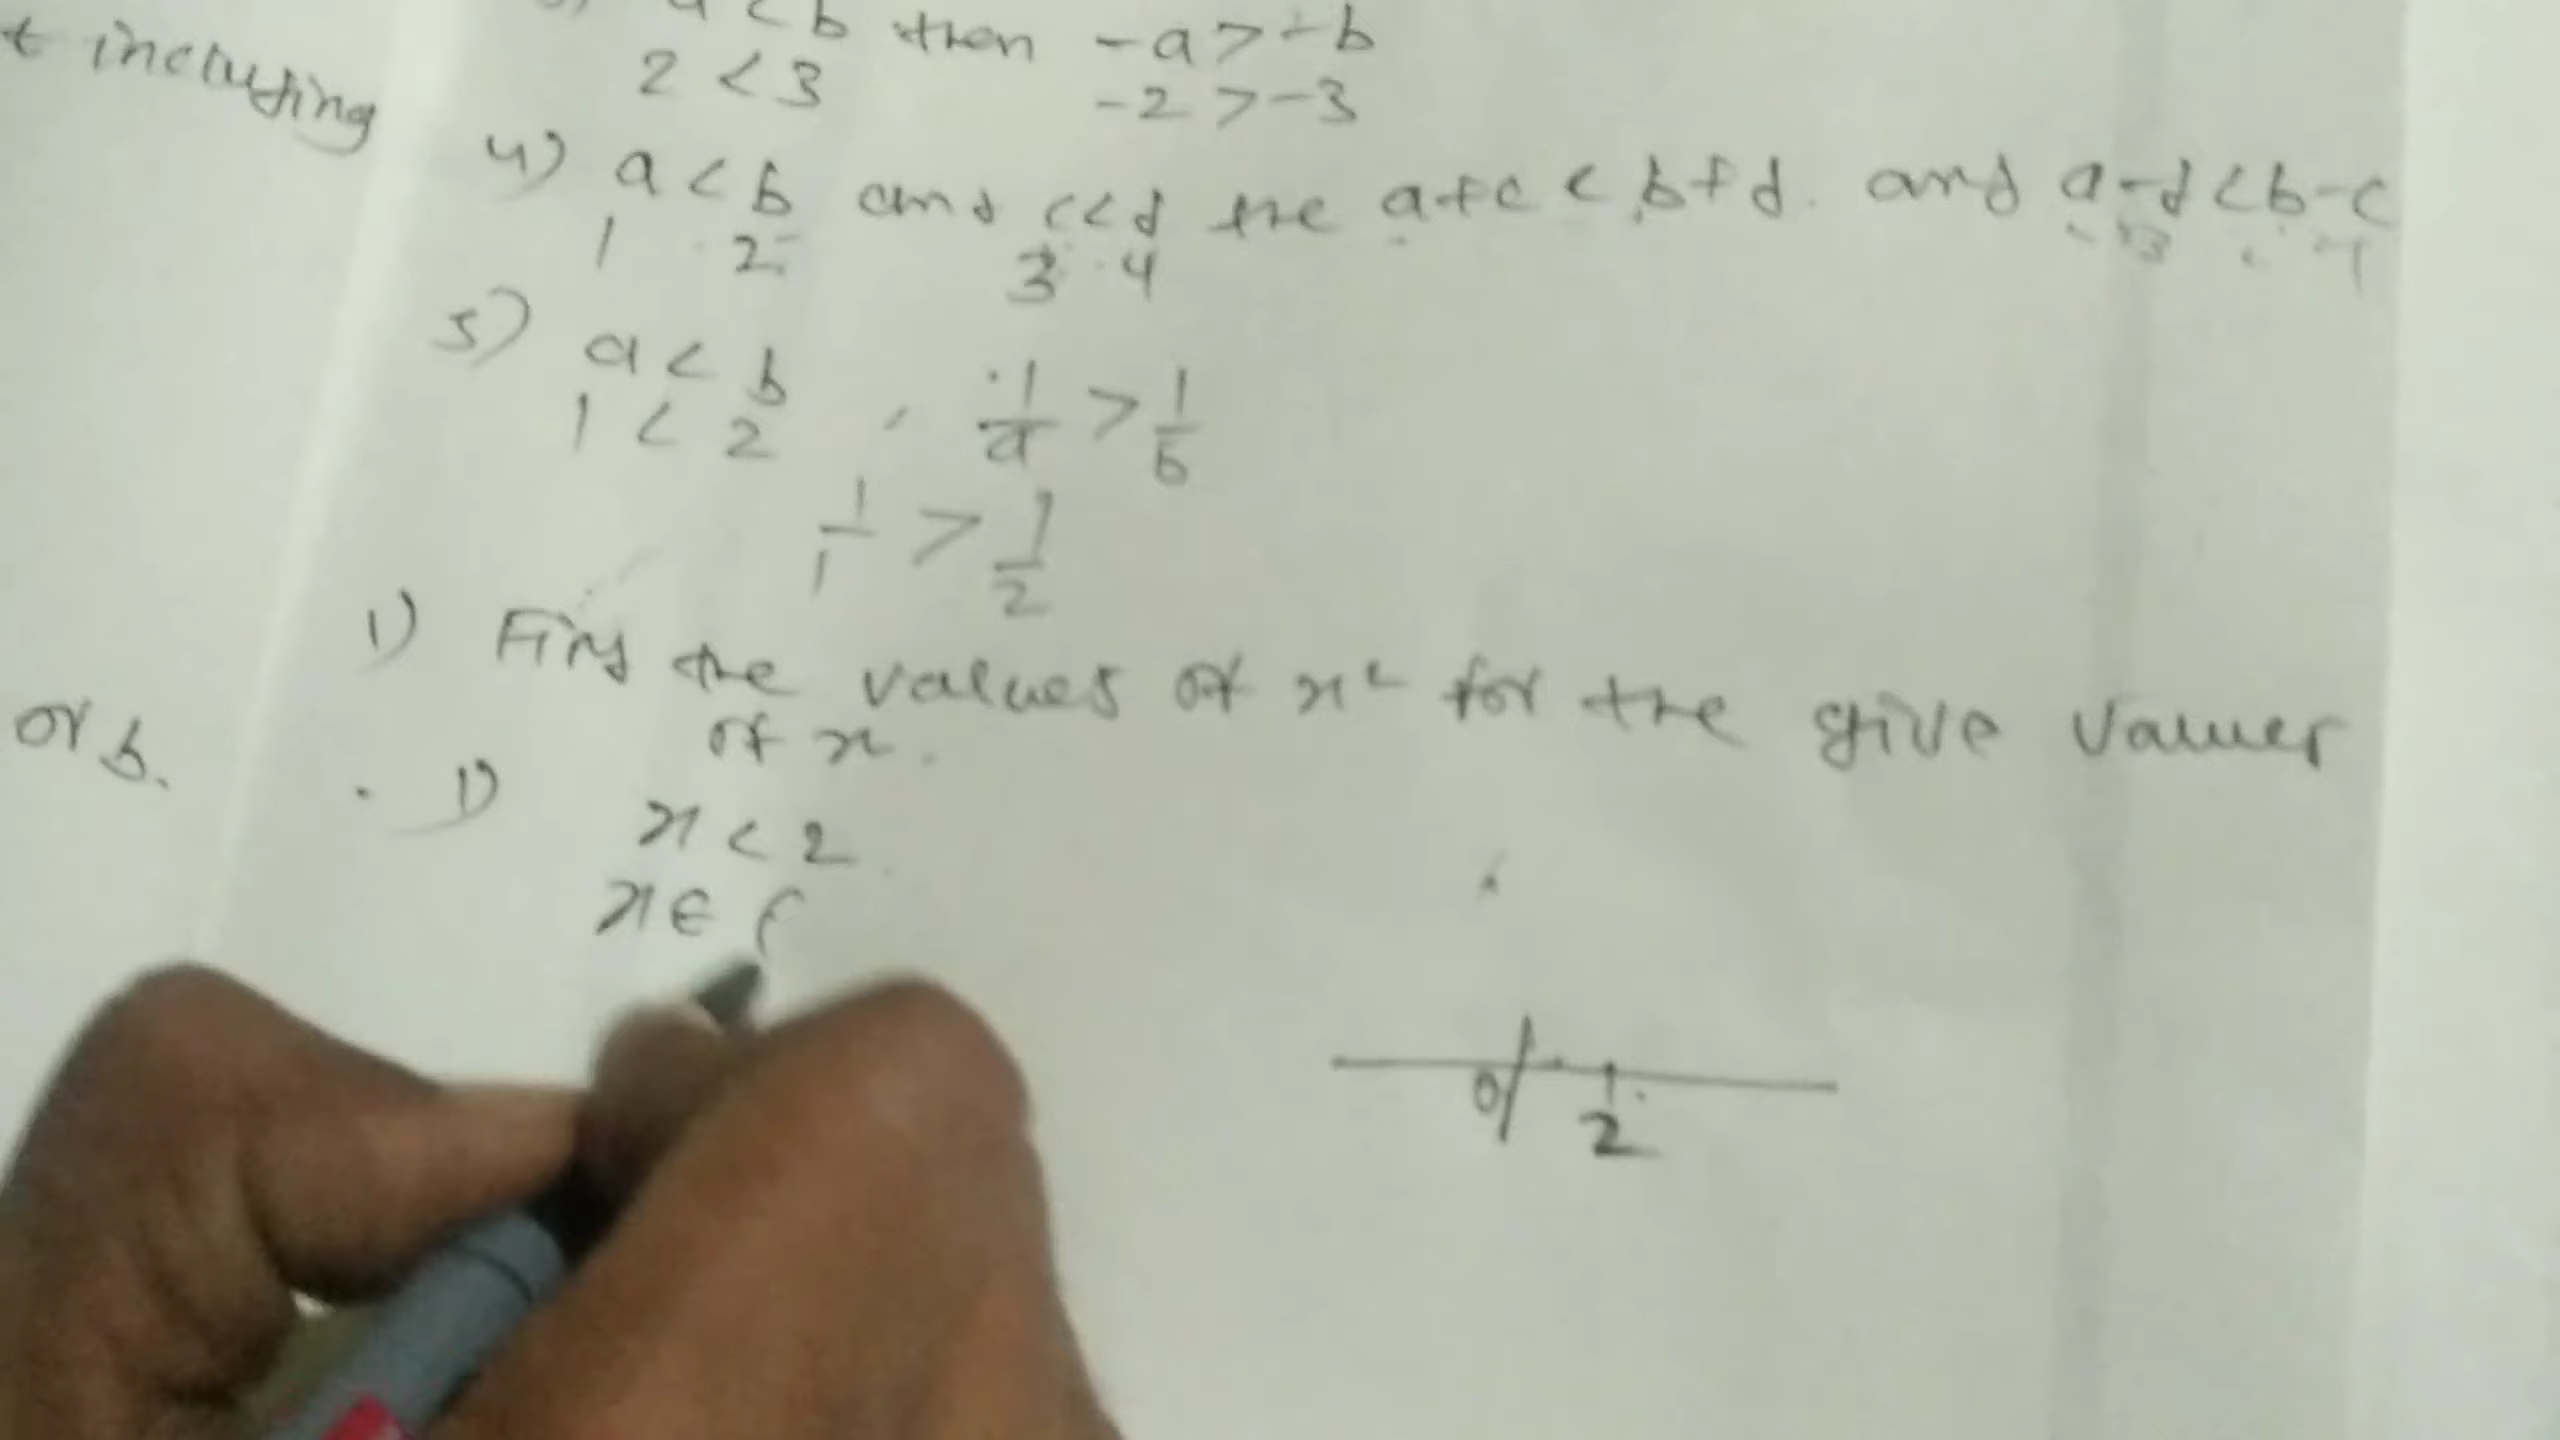 t including
a < b then -a > -b
2 < 3 -2 > -3
4) a < b and c < d the a+c < b+d. and a-d < b-c
1 2 3 4
5) a < b , 1/a > 1/b
1 < 2
1/1 > 1/2
1) Find the values of x² for the give values
of x.
or b.
1) x < 2
x ∈ (
0 2